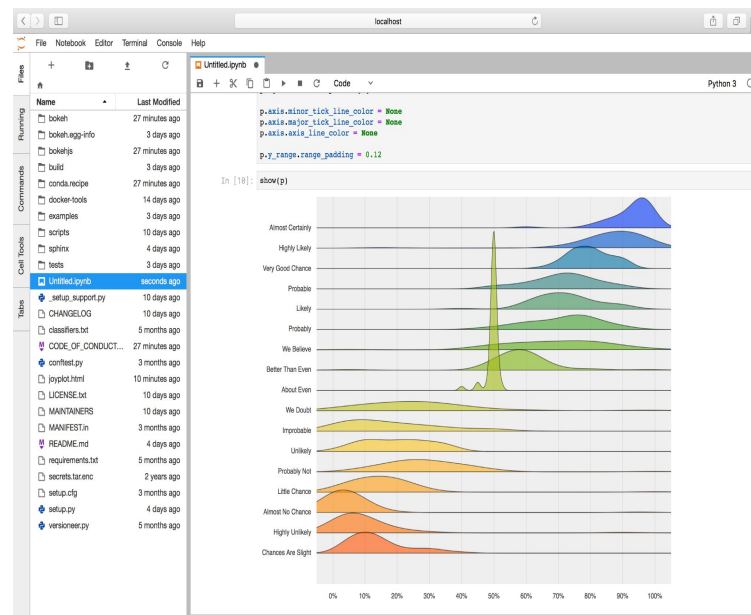 localhost
File Notebook Editor Terminal Console Help
Files
Running
Commands
Cell Tools
Tabs
Name Last Modified
bokeh 27 minutes ago
bokeh.egg-info 3 days ago
bokehjs 27 minutes ago
build 3 days ago
conda.recipe 27 minutes ago
docker-tools 14 days ago
examples 3 days ago
scripts 10 days ago
sphinx 4 days ago
tests 3 days ago
Untitled.ipynb seconds ago
_setup_support.py 10 days ago
CHANGELOG 10 days ago
classifiers.txt 5 months ago
CODE_OF_CONDUCT... 27 minutes ago
conftest.py 3 months ago
joyplot.html 10 minutes ago
LICENSE.txt 10 days ago
MAINTAINERS 10 days ago
MANIFEST.in 3 months ago
README.md 4 days ago
requirements.txt 5 months ago
secrets.tar.enc 2 years ago
setup.cfg 3 months ago
setup.py 4 days ago
versioneer.py 5 months ago
Untitled.ipynb
Code Python 3
p.axis.minor_tick_line_color = None
p.axis.major_tick_line_color = None
p.axis.axis_line_color = None
p.y_range.range_padding = 0.12
In [10]: show(p)
Almost Certainly
Highly Likely
Very Good Chance
Probable
Likely
Probably
We Believe
Better Than Even
About Even
We Doubt
Improbable
Unlikely
Probably Not
Little Chance
Almost No Chance
Highly Unlikely
Chances Are Slight
0% 10% 20% 30% 40% 50% 60% 70% 80% 90% 100%